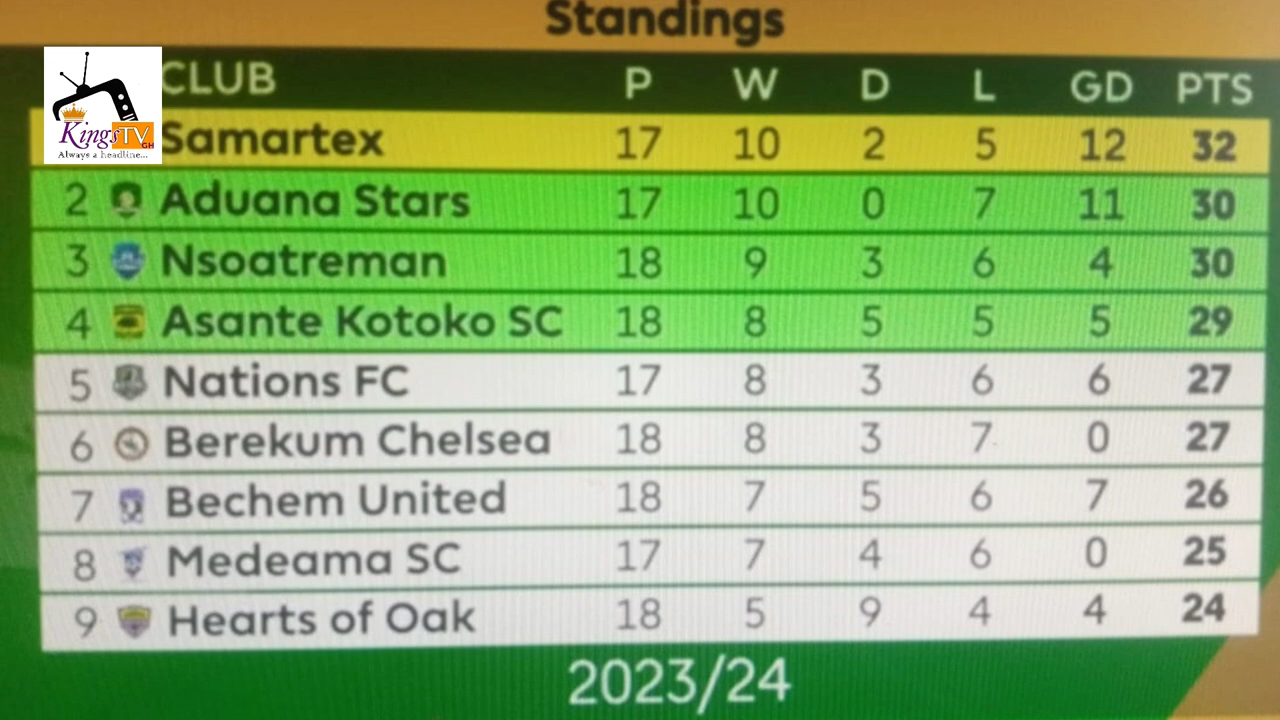 Standings
CLUB P W D L GD PTS
Samartex 17 10 2 5 12 32
2 Aduana Stars 17 10 0 7 11 30
3 Nsoatreman 18 9 3 6 4 30
4 Asante Kotoko SC 18 8 5 5 5 29
5 Nations FC 17 8 3 6 6 27
6 Berekum Chelsea 18 8 3 7 0 27
7 Bechem United 18 7 5 6 7 26
8 Medeama SC 17 7 4 6 0 25
9 Hearts of Oak 18 5 9 4 4 24
2023/24
Kings TV GH
Always a headline...